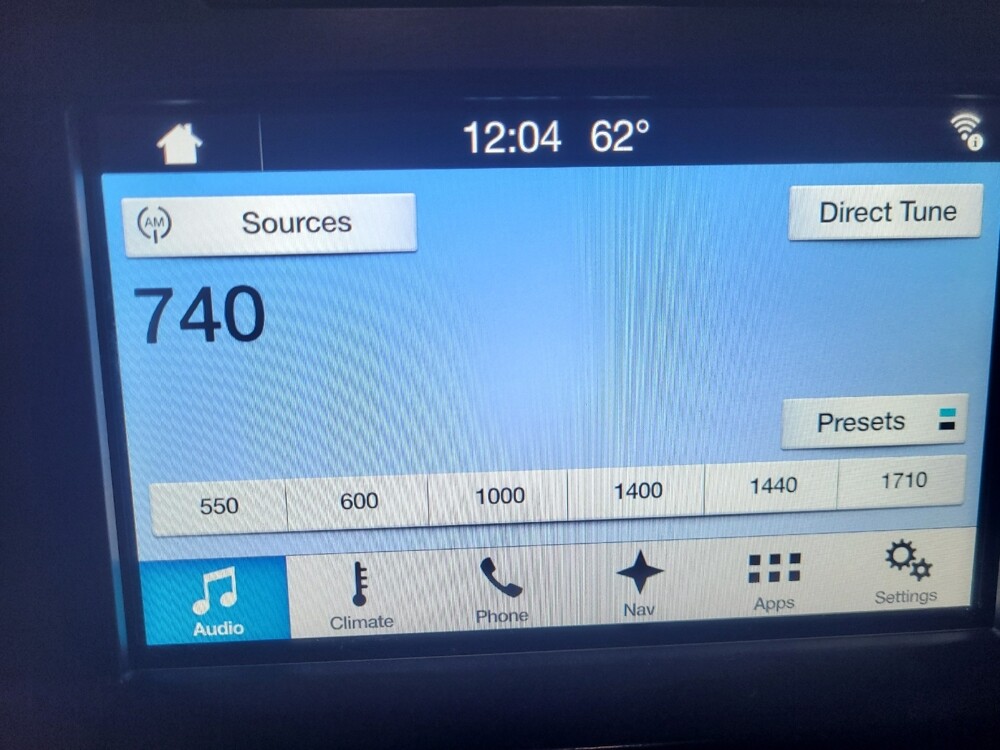 12:04 62°
AM Sources
Direct Tune
740
Presets
550 600 1000 1400 1440 1710
Audio Climate Phone Nav Apps Settings